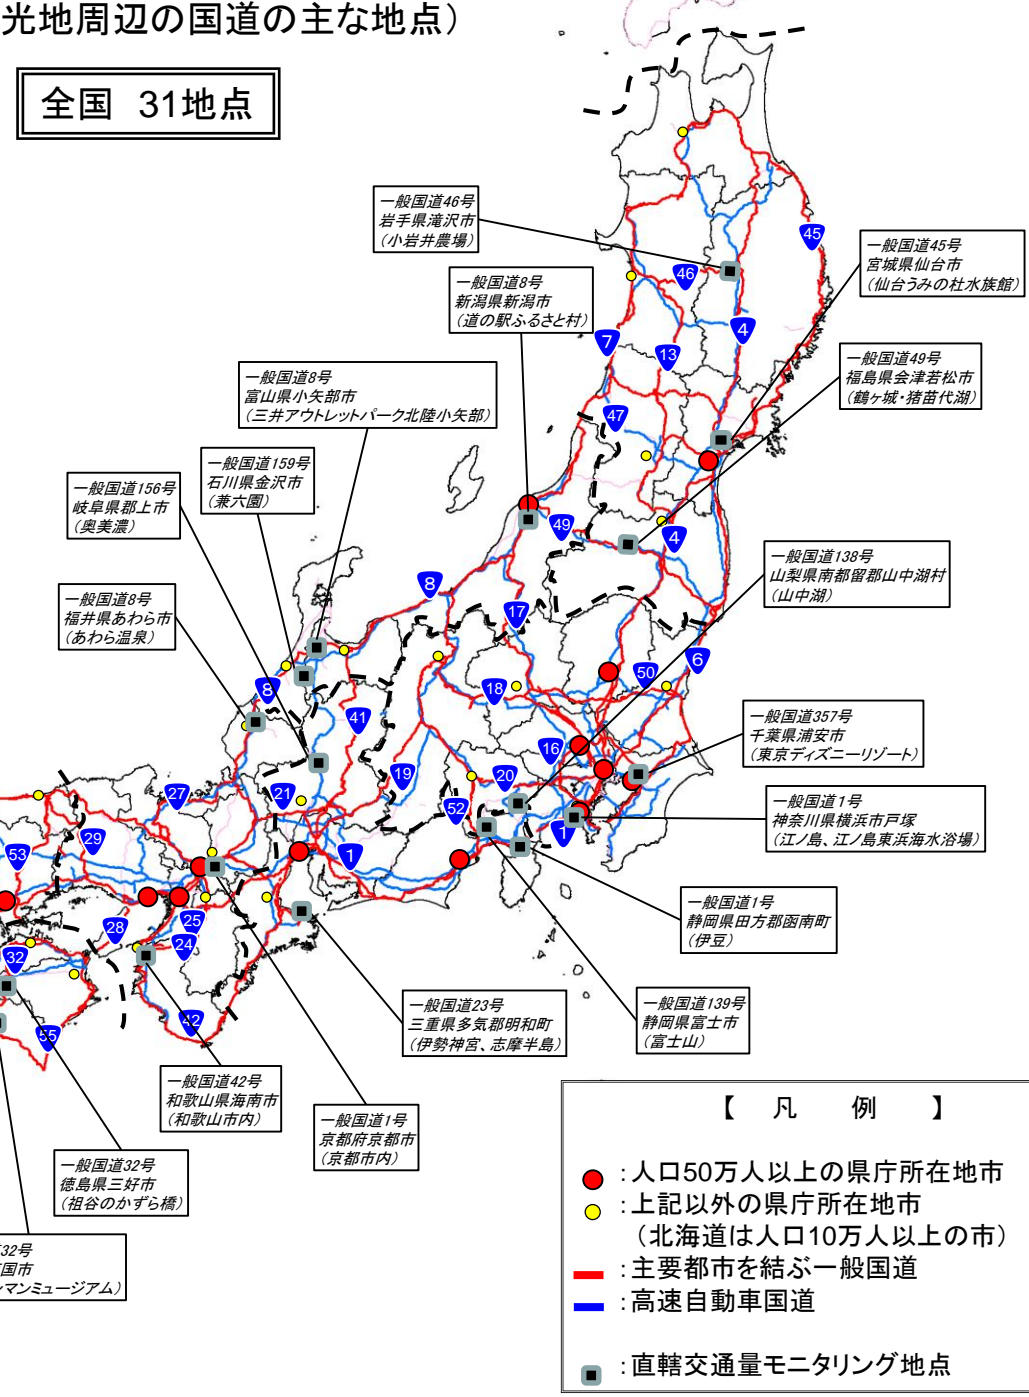 光地周辺の国道の主な地点）
全国 31地点
一般国道46号
岩手県滝沢市
（小岩井農場）
一般国道45号
宮城県仙台市
（仙台うみの杜水族館）
一般国道8号
新潟県新潟市
（道の駅ふるさと村）
一般国道49号
福島県会津若松市
（鶴ヶ城・猪苗代湖）
一般国道8号
富山県小矢部市
（三井アウトレットパーク北陸小矢部）
一般国道159号
石川県金沢市
（兼六園）
一般国道156号
岐阜県郡上市
（奥美濃）
一般国道138号
山梨県南都留郡山中湖村
（山中湖）
一般国道8号
福井県あわら市
（あわら温泉）
一般国道357号
千葉県浦安市
（東京ディズニーリゾート）
一般国道1号
神奈川県横浜市戸塚
（江ノ島、江ノ島東浜海水浴場）
一般国道1号
静岡県田方郡函南町
（伊豆）
一般国道139号
静岡県富士市
（富士山）
一般国道23号
三重県多気郡明和町
（伊勢神宮、志摩半島）
一般国道42号
和歌山県海南市
（和歌山市内）
一般国道1号
京都府京都市
（京都市内）
一般国道32号
徳島県三好市
（祖谷のかずら橋）
32号
国市
マンミュージアム）
45
46
4
7
13
47
49
4
8
17
6
50
18
8
41
16
20
19
21
52
27
1
1
29
53
28
25
24
32
42
55
【 凡 例 】
：人口50万人以上の県庁所在地市
：上記以外の県庁所在地市
（北海道は人口10万人以上の市）
：主要都市を結ぶ一般国道
：高速自動車国道
：直轄交通量モニタリング地点